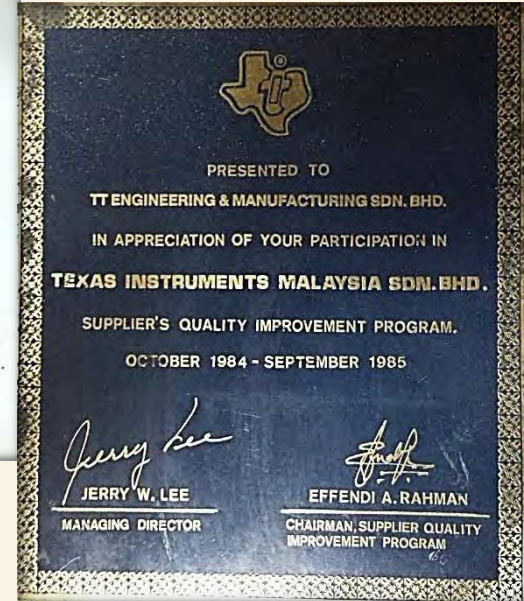 ti
PRESENTED TO
TT ENGINEERING & MANUFACTURING SDN. BHD.
IN APPRECIATION OF YOUR PARTICIPATION IN
TEXAS INSTRUMENTS MALAYSIA SDN. BHD.
SUPPLIER'S QUALITY IMPROVEMENT PROGRAM.
OCTOBER 1984 - SEPTEMBER 1985
Jerry Lee
JERRY W. LEE
MANAGING DIRECTOR
EFFENDI A. RAHMAN
CHAIRMAN, SUPPLIER QUALITY
IMPROVEMENT PROGRAM